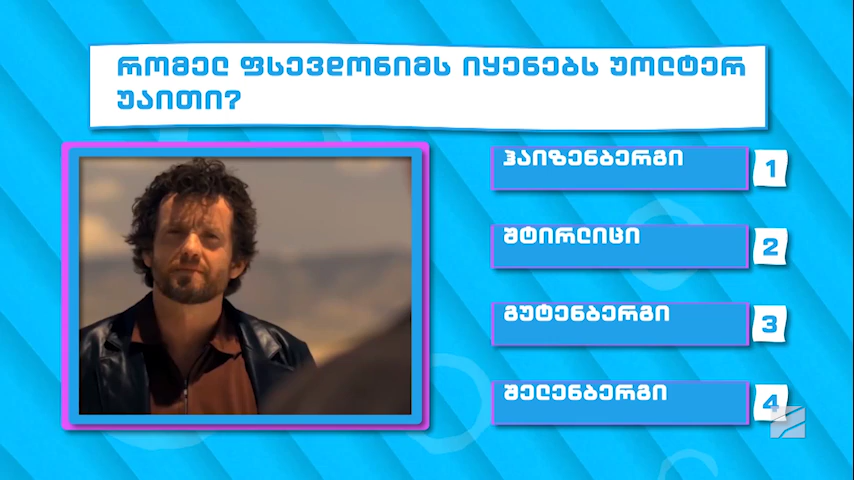 რომელ ფსევდონიმს იყენებს უოლტერ
უაითი?
ჰაიზენბერგი
1
შტირლიცი
2
გუტენბერგი
3
შელენბერგი
4